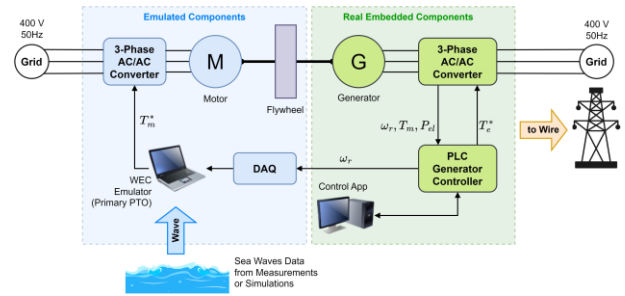 Emulated Components
Real Embedded Components
400 V
50Hz
Grid
3-Phase
AC/AC
Converter
M
Motor
Flywheel
G
Generator
3-Phase
AC/AC
Converter
400 V
50Hz
Grid
T*m
ωr, Tm, Pel
T*e
to Wire
WEC
Emulator
(Primary PTO)
DAQ
ωr
PLC
Generator
Controller
Control App
Wave
Sea Waves Data
from Measurements
or Simulations